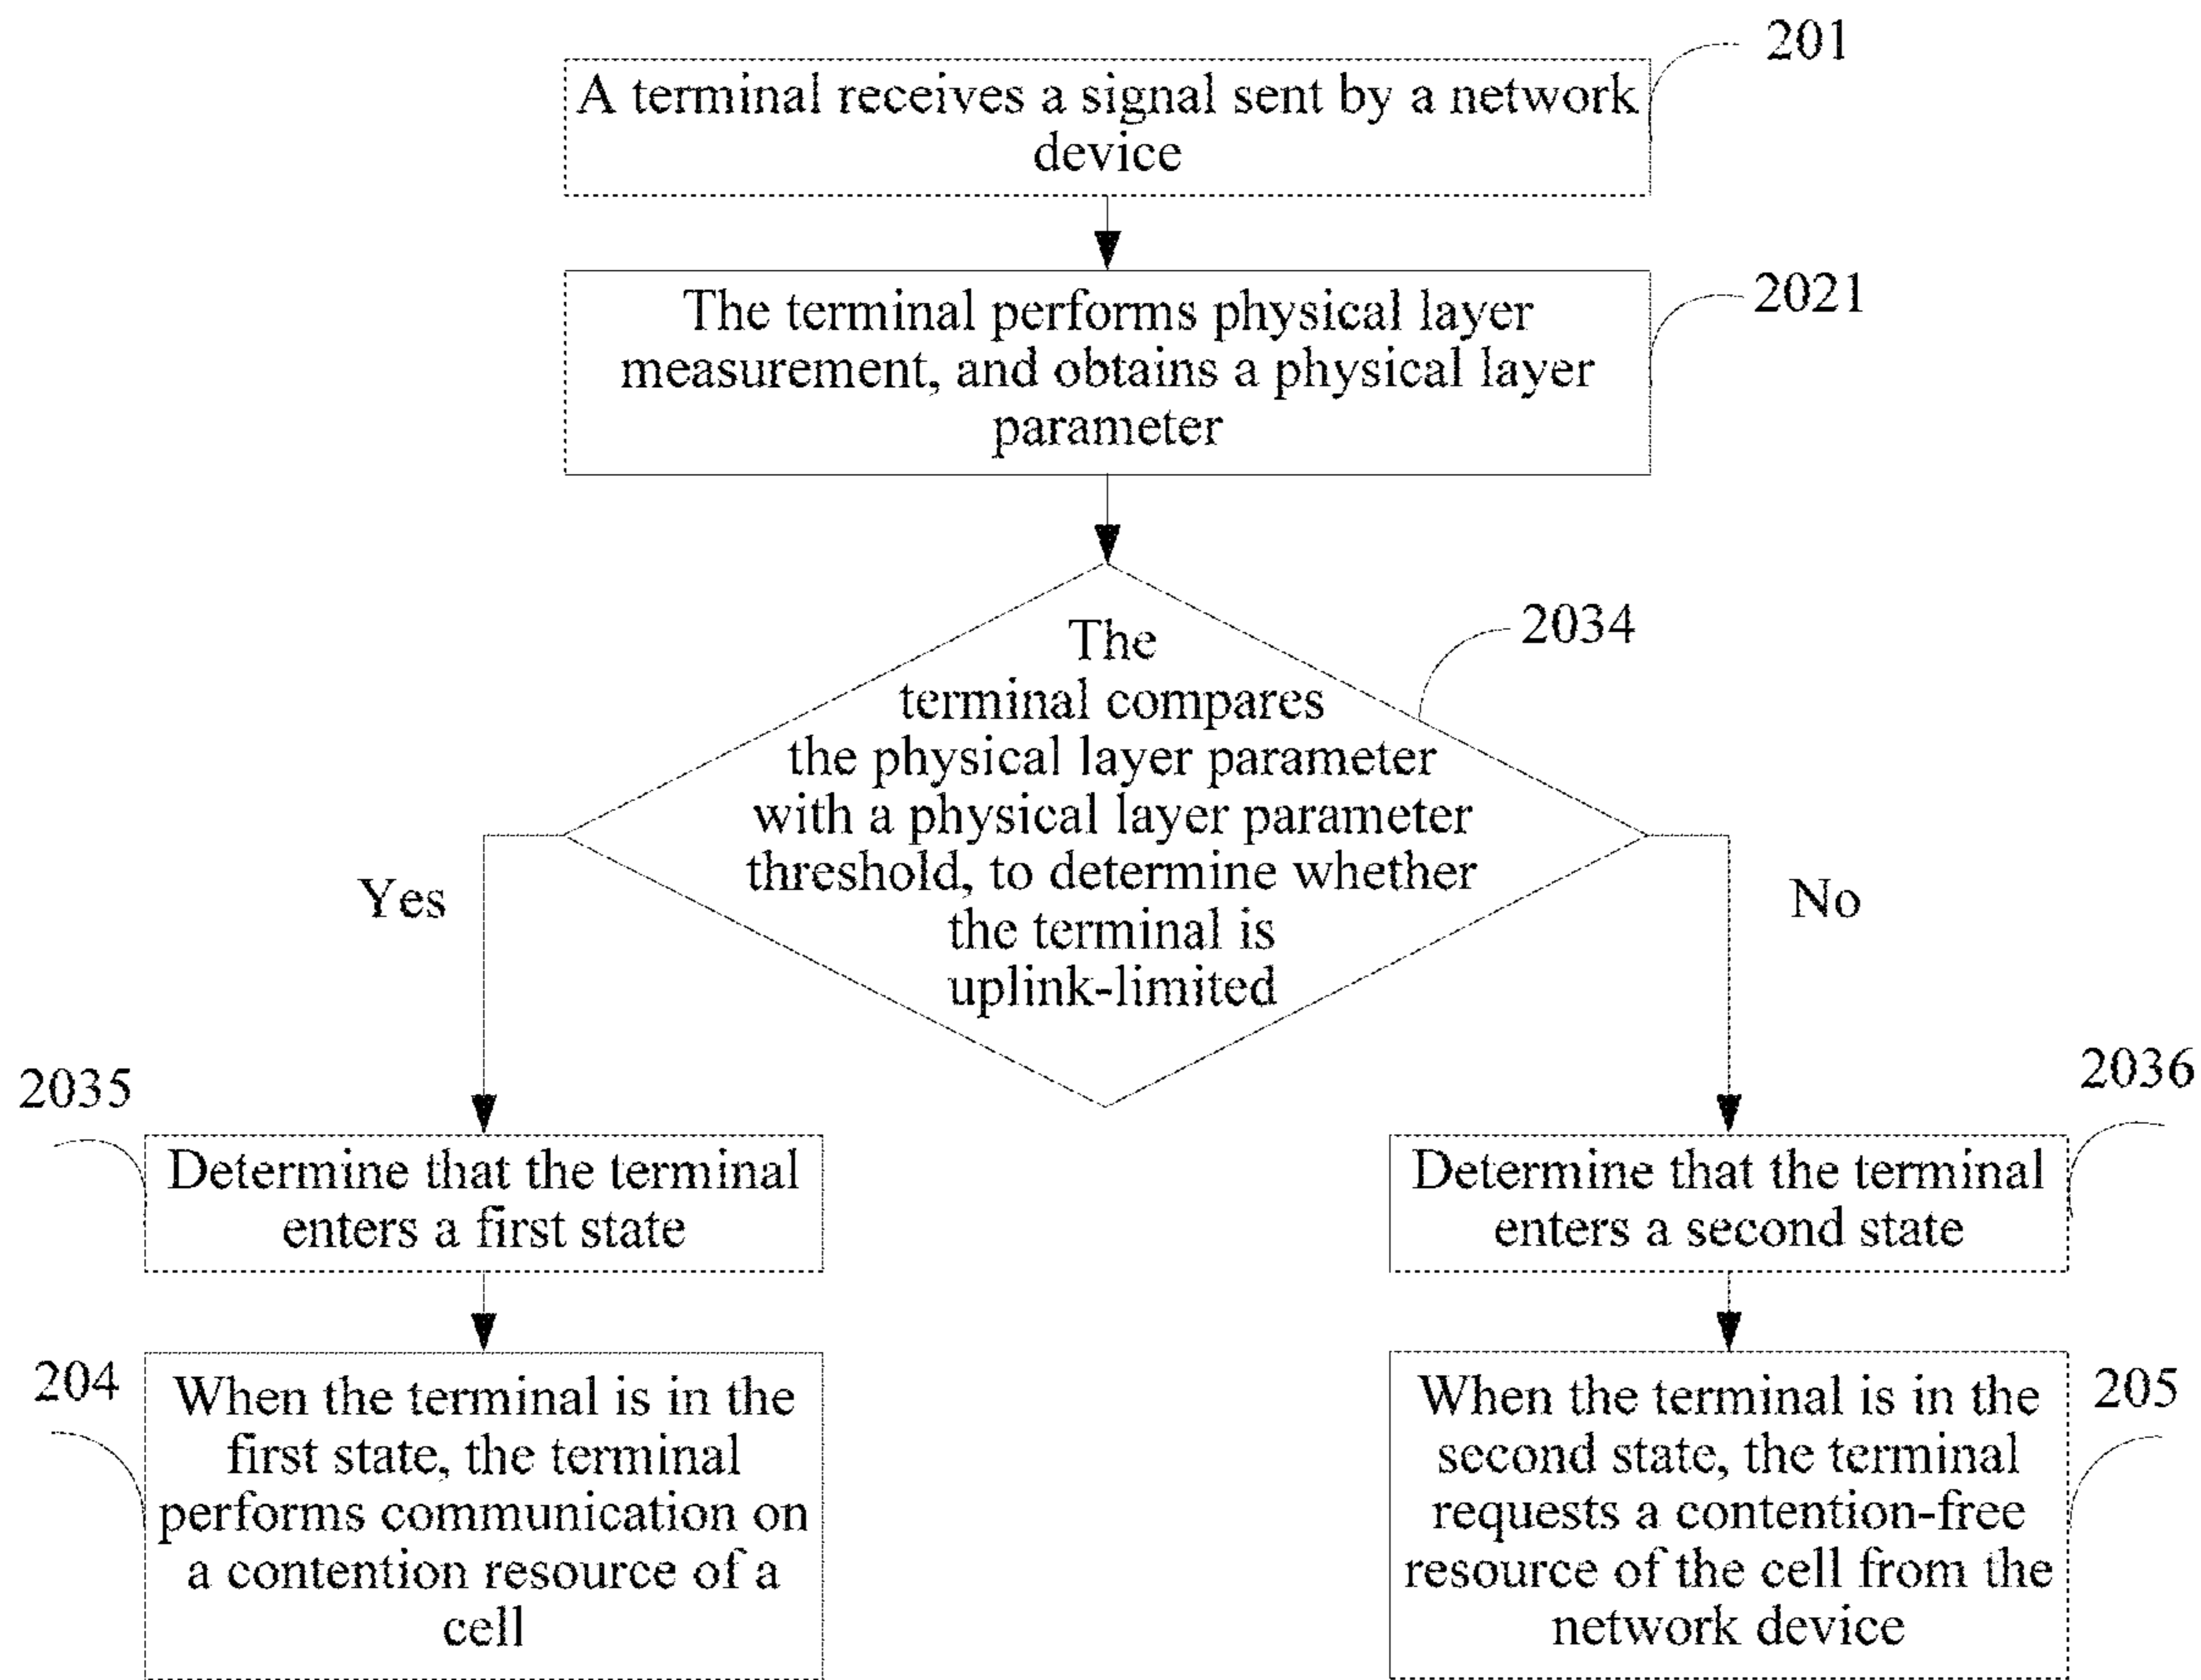 201
A terminal receives a signal sent by a network
device
2021
The terminal performs physical layer
measurement, and obtains a physical layer
parameter
2034
The
terminal compares
the physical layer parameter
with a physical layer parameter
threshold, to determine whether
the terminal is
uplink-limited
Yes
No
2035
Determine that the terminal
enters a first state
2036
Determine that the terminal
enters a second state
204
When the terminal is in the
first state, the terminal
performs communication on
a contention resource of a
cell
205
When the terminal is in the
second state, the terminal
requests a contention-free
resource of the cell from the
network device